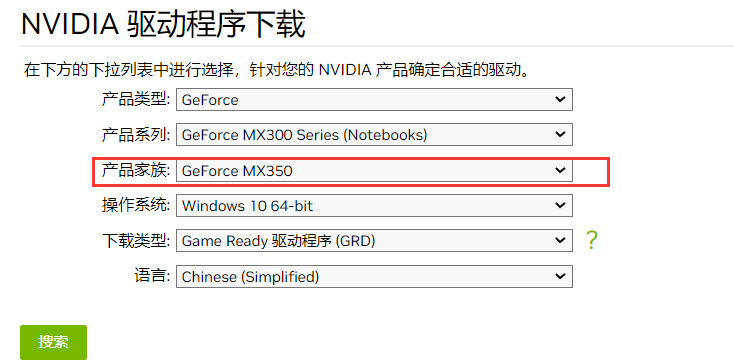 NVIDIA 驱动程序下载
在下方的下拉列表中进行选择，针对您的 NVIDIA 产品确定合适的驱动。
产品类型: GeForce
产品系列: GeForce MX300 Series (Notebooks)
产品家族: GeForce MX350
操作系统: Windows 10 64-bit
下载类型: Game Ready 驱动程序 (GRD) ?
语言: Chinese (Simplified)
搜索